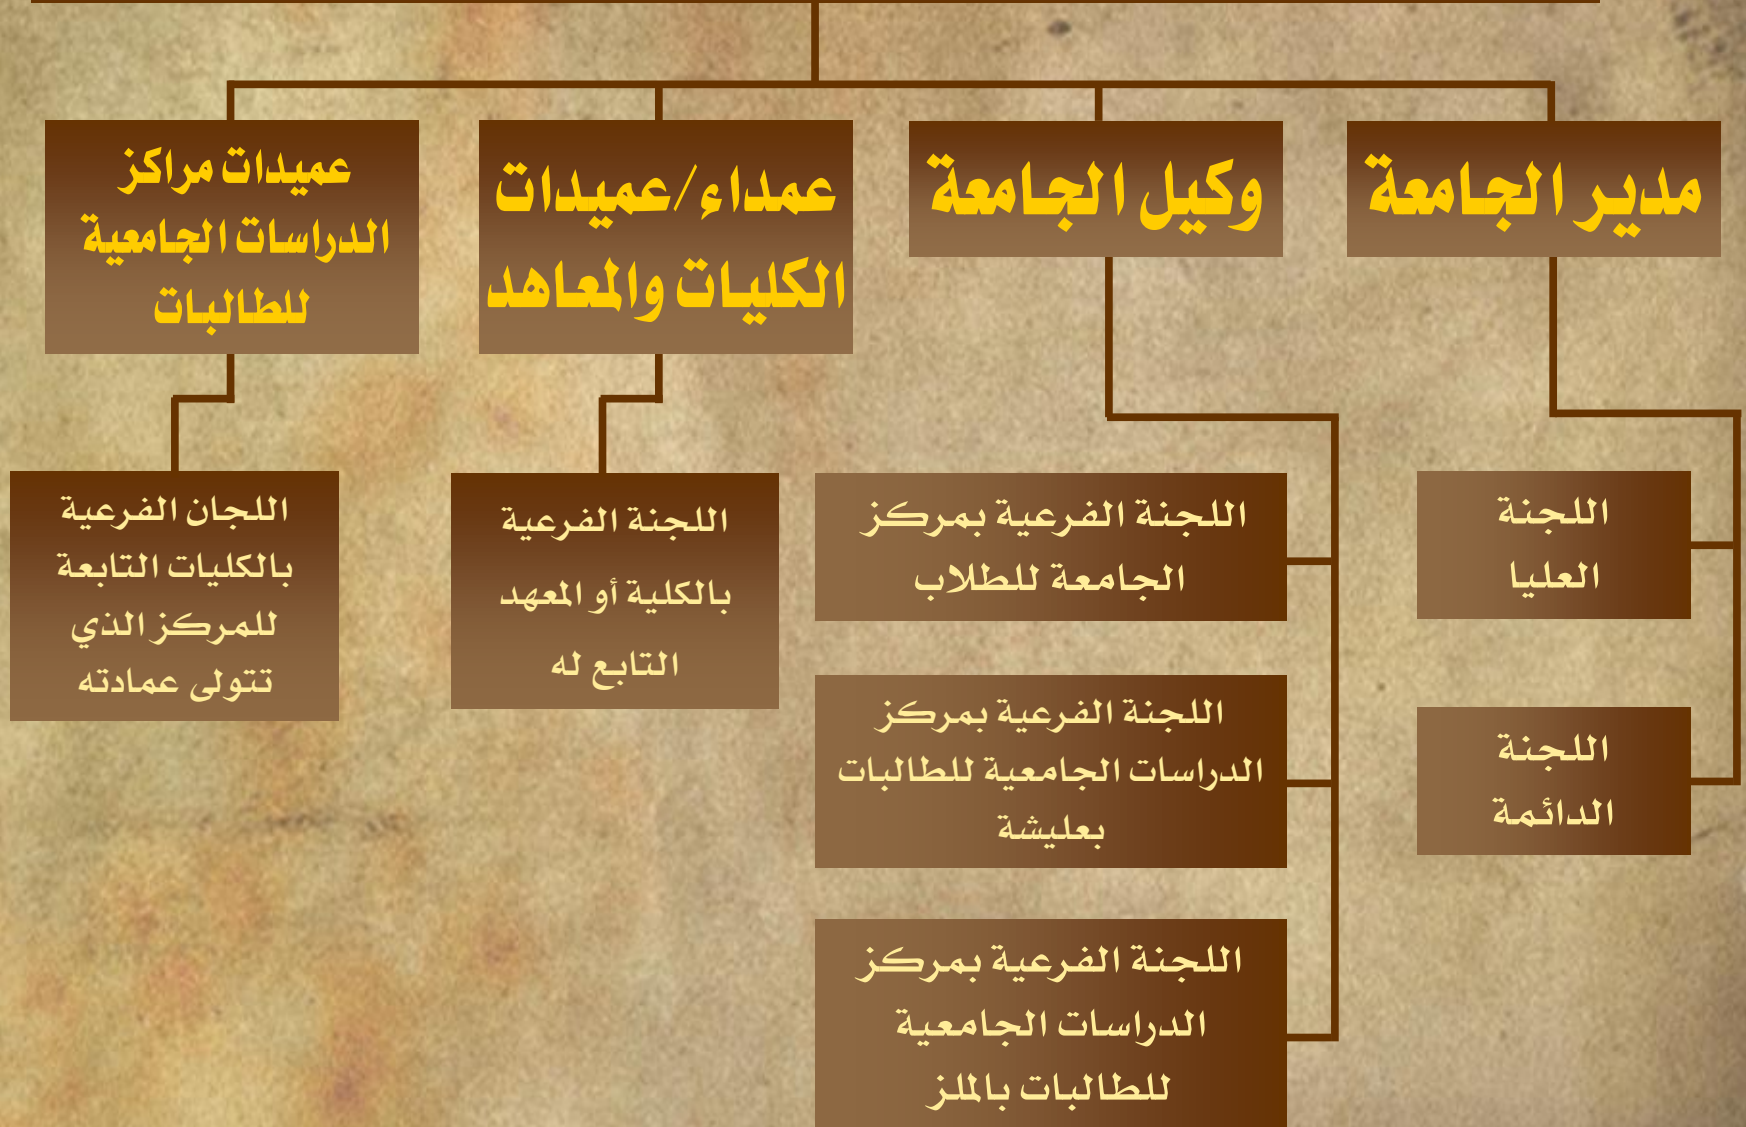 مدير الجامعة
وكيل الجامعة
عمداء/عميدات
الكليات والمعاهد
عميدات مراكز
الدراسات الجامعية
للطالبات
اللجنة
العليا
اللجنة
الدائمة
اللجنة الفرعية بمركز
الجامعة للطلاب
اللجنة الفرعية بمركز
الدراسات الجامعية للطالبات
بعليشة
اللجنة الفرعية بمركز
الدراسات الجامعية
للطالبات بالملز
اللجنة الفرعية
بالكلية أو المعهد
التابع له
اللجان الفرعية
بالكليات التابعة
للمركز الذي
تتولى عمادته